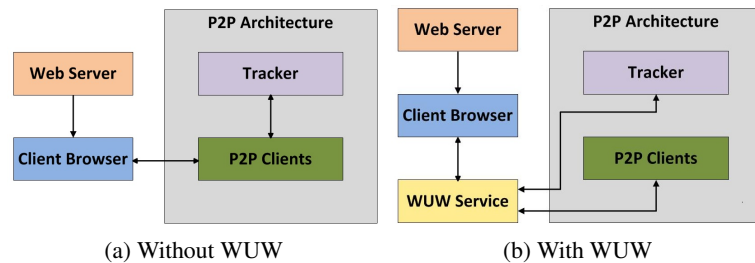 P2P Architecture
Web Server
Tracker
Client Browser
P2P Clients
(a) Without WUW
P2P Architecture
Web Server
Tracker
Client Browser
P2P Clients
WUW Service
(b) With WUW